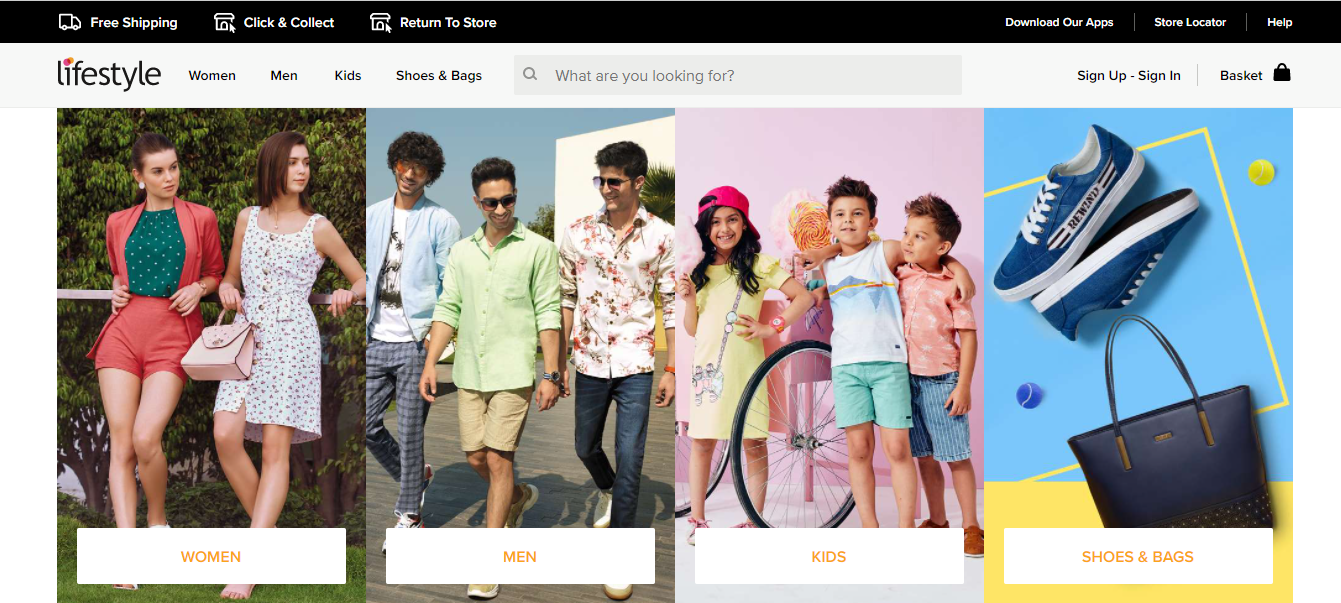 Free Shipping
Click & Collect
Return To Store
Download Our Apps
Store Locator
Help
lifestyle
Women
Men
Kids
Shoes & Bags
What are you looking for?
Sign Up - Sign In
Basket
REWIND
WOMEN
MEN
KIDS
SHOES & BAGS